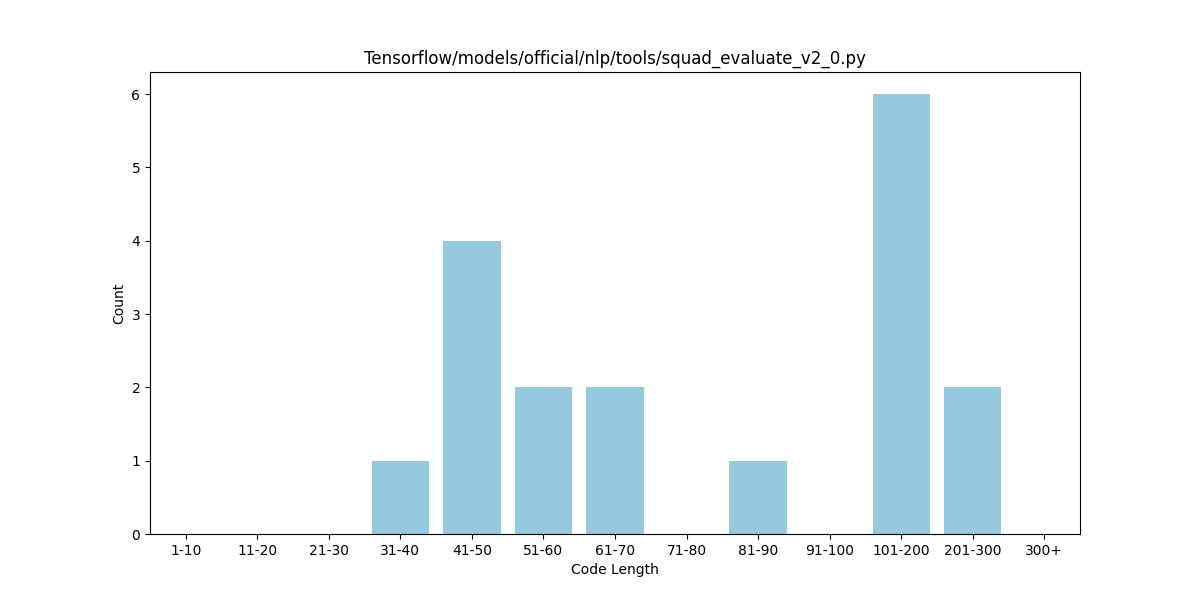 Tensorflow/models/official/nlp/tools/squad_evaluate_v2_0.py
6
5
4
3
2
1
0
Count
1-10 11-20 21-30 31-40 41-50 51-60 61-70 71-80 81-90 91-100 101-200 201-300 300+
Code Length